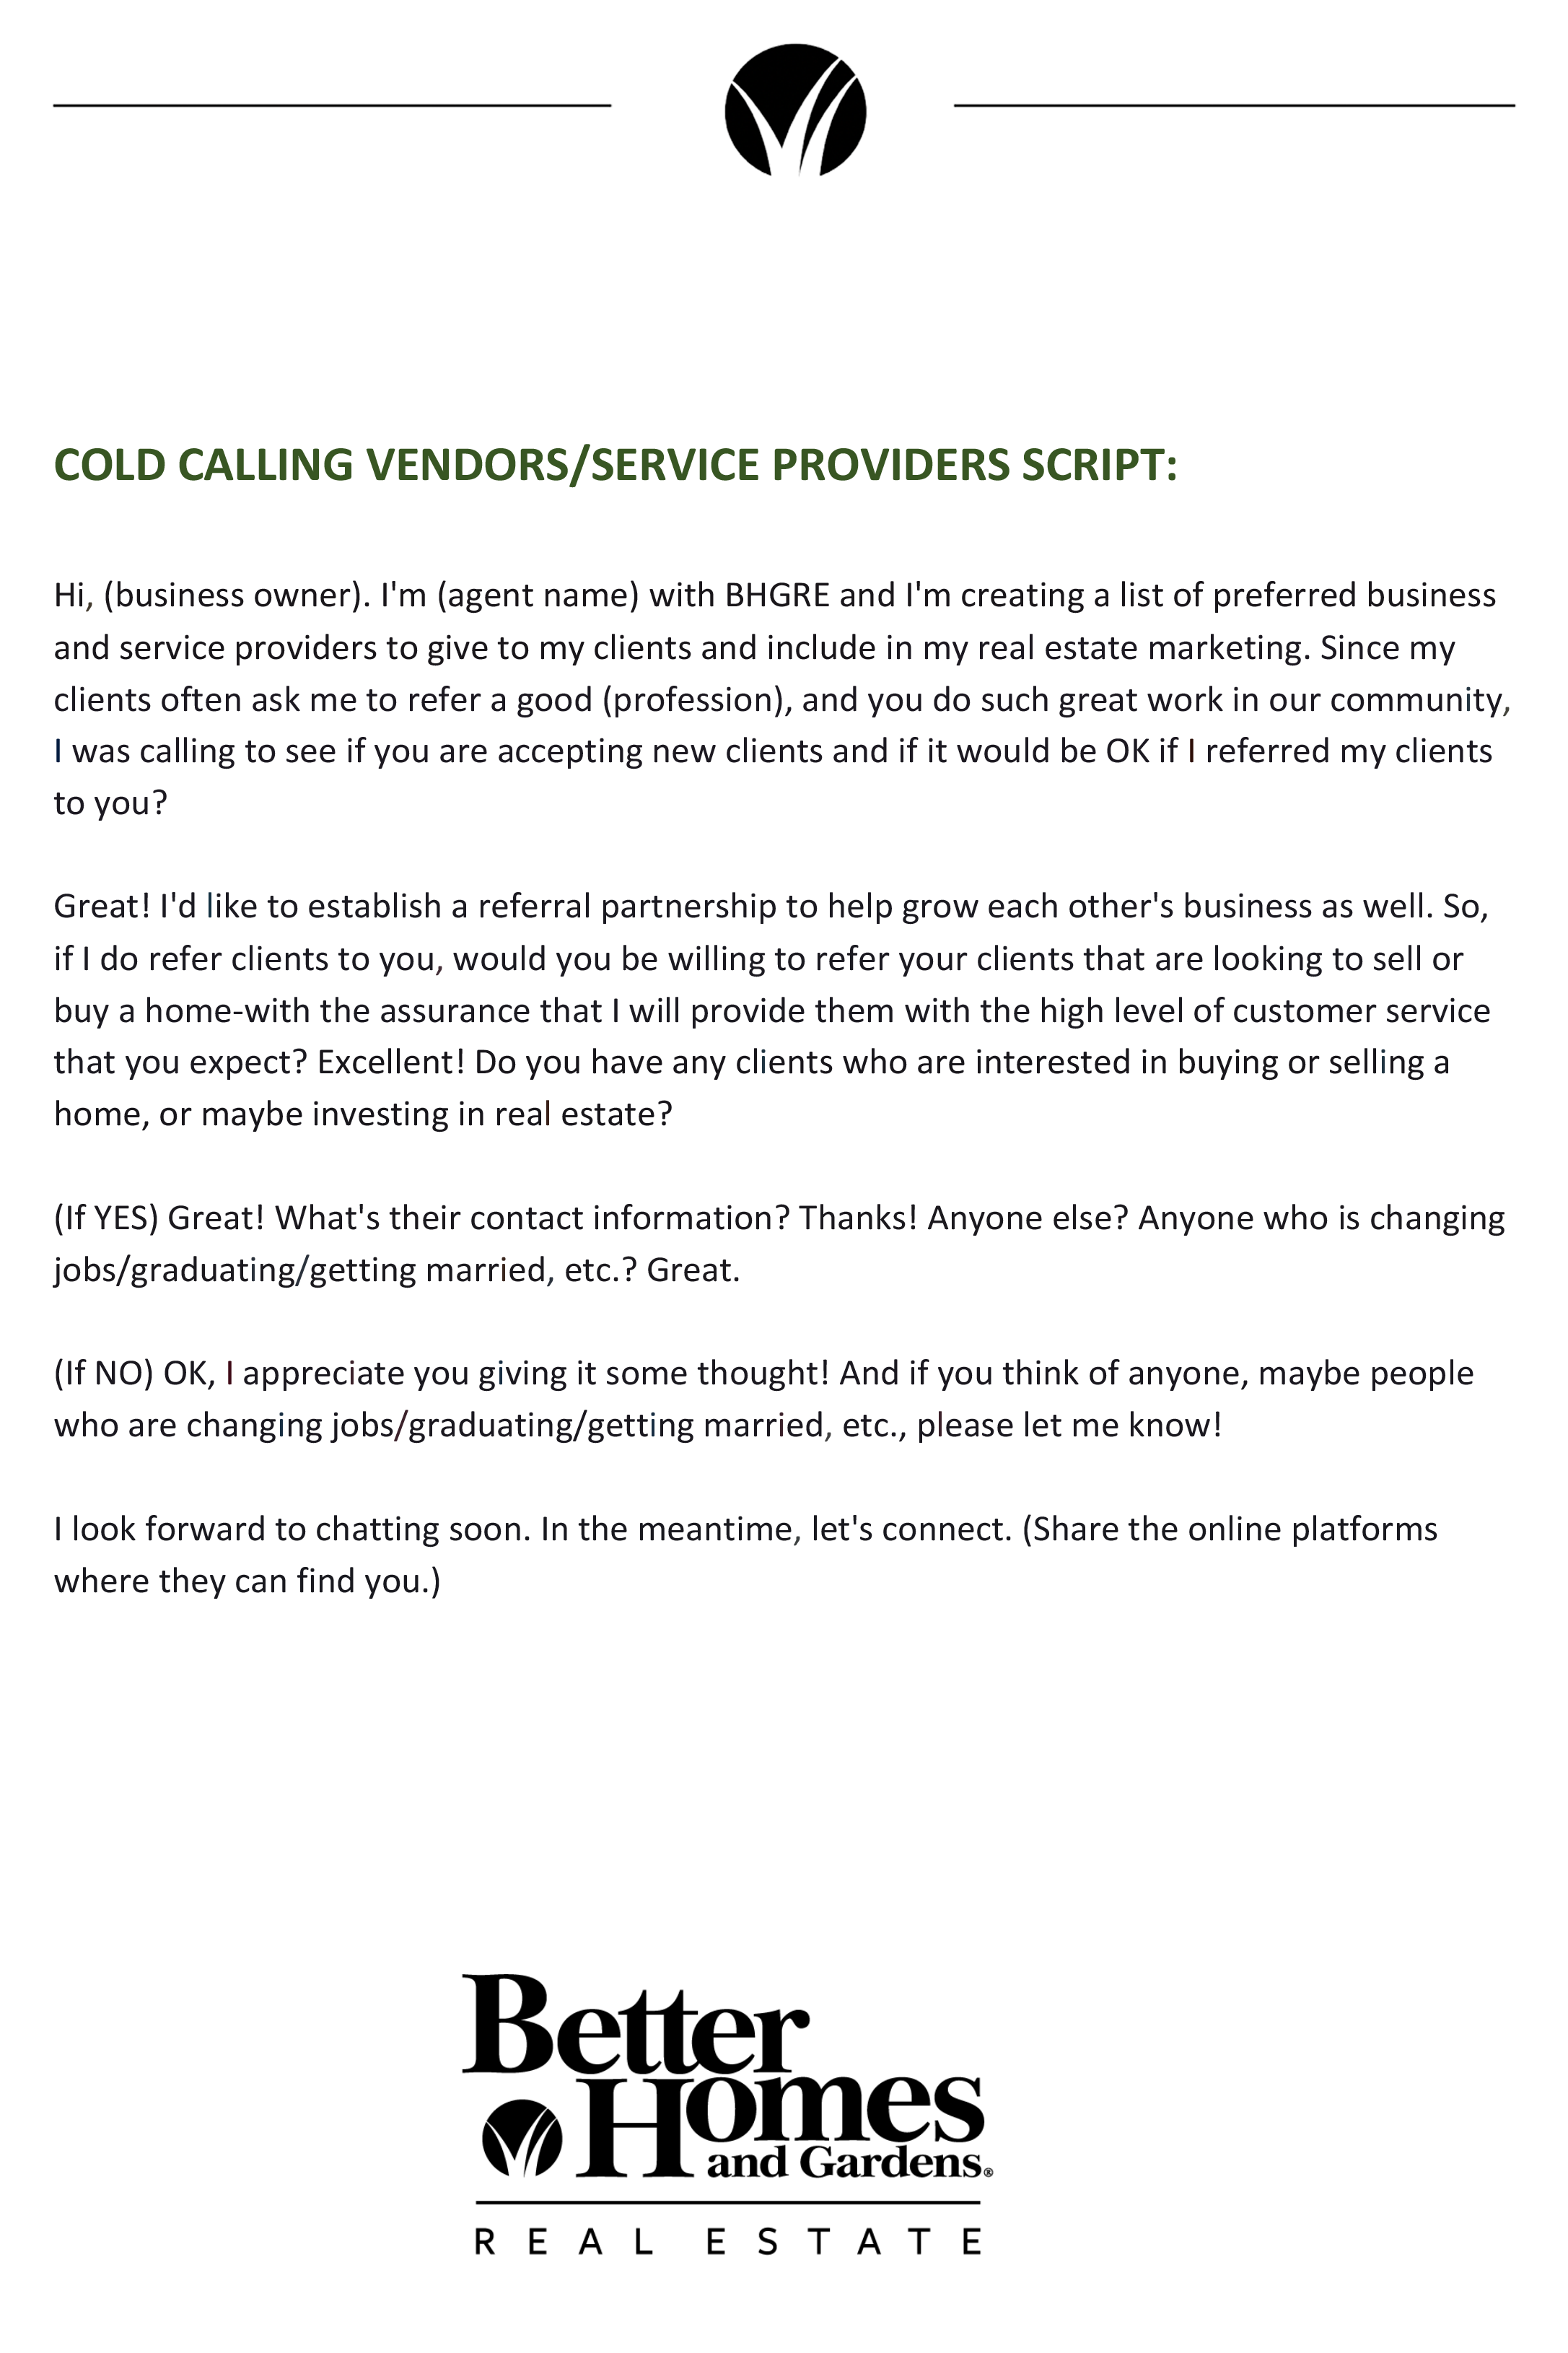 COLD CALLING VENDORS/SERVICE PROVIDERS SCRIPT:
Hi, (business owner). I'm (agent name) with BHGRE and I'm creating a list of preferred business
and service providers to give to my clients and include in my real estate marketing. Since my
clients often ask me to refer a good (profession), and you do such great work in our community,
I was calling to see if you are accepting new clients and if it would be OK if I referred my clients
to you?
Great! I'd like to establish a referral partnership to help grow each other's business as well. So,
if I do refer clients to you, would you be willing to refer your clients that are looking to sell or
buy a home-with the assurance that I will provide them with the high level of customer service
that you expect? Excellent! Do you have any clients who are interested in buying or selling a
home, or maybe investing in real estate?
(If YES) Great! What's their contact information? Thanks! Anyone else? Anyone who is changing
jobs/graduating/getting married, etc.? Great.
(If NO) OK, I appreciate you giving it some thought! And if you think of anyone, maybe people
who are changing jobs/graduating/getting married, etc., please let me know!
I look forward to chatting soon. In the meantime, let's connect. (Share the online platforms
where they can find you.)
Better
Homes
and Gardens®
REAL ESTATE